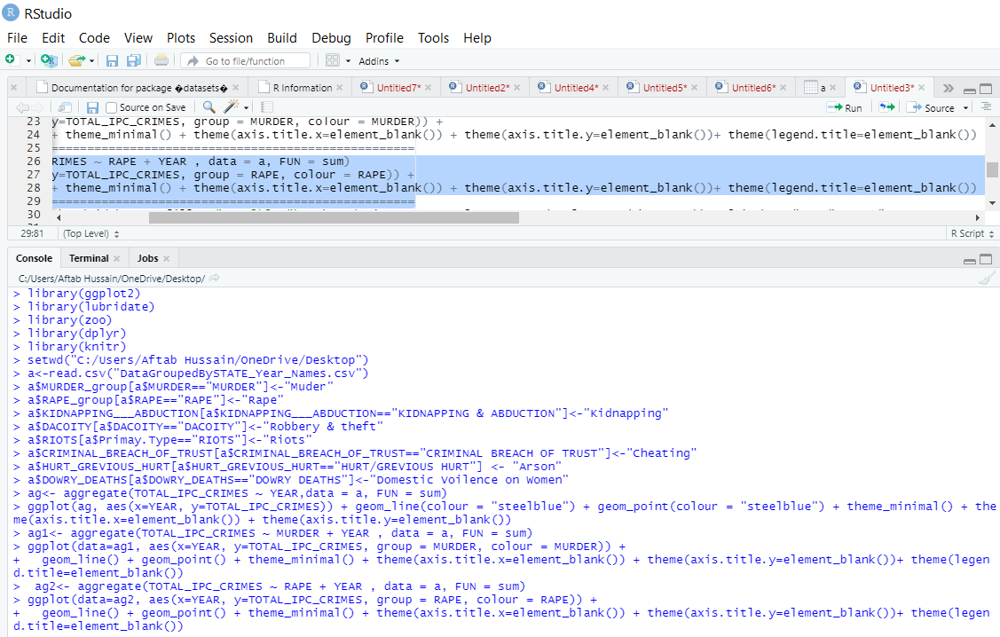 RStudio
File Edit Code View Plots Session Build Debug Profile Tools Help
Go to file/function Addins
Documentation for package �datasets� R Information Untitled7* Untitled2* Untitled4* Untitled5* Untitled6* a Untitled3*
Source on Save Run Source
23 y=TOTAL_IPC_CRIMES, group = MURDER, colour = MURDER)) +
24 + theme_minimal() + theme(axis.title.x=element_blank()) + theme(axis.title.y=element_blank())+ theme(legend.title=element_blank())
25 ====================================================
26 RIMES ~ RAPE + YEAR , data = a, FUN = sum)
27 y=TOTAL_IPC_CRIMES, group = RAPE, colour = RAPE)) +
28 + theme_minimal() + theme(axis.title.x=element_blank()) + theme(axis.title.y=element_blank())+ theme(legend.title=element_blank())
29 ====================================================
30
29:81 (Top Level) R Script
Console Terminal Jobs
C:/Users/Aftab Hussain/OneDrive/Desktop/
> library(ggplot2)
> library(lubridate)
> library(zoo)
> library(dplyr)
> library(knitr)
> setwd("C:/Users/Aftab Hussain/OneDrive/Desktop")
> a<-read.csv("DataGroupedBySTATE_Year_Names.csv")
> a$MURDER_group[a$MURDER=="MURDER"]<-"Muder"
> a$RAPE_group[a$RAPE=="RAPE"]<-"Rape"
> a$KIDNAPPING___ABDUCTION[a$KIDNAPPING___ABDUCTION=="KIDNAPPING & ABDUCTION"]<-"Kidnapping"
> a$DACOITY[a$DACOITY=="DACOITY"]<-"Robbery & theft"
> a$RIOTS[a$Primay.Type=="RIOTS"]<-"Riots"
> a$CRIMINAL_BREACH_OF_TRUST[a$CRIMINAL_BREACH_OF_TRUST=="CRIMINAL BREACH OF TRUST"]<-"Cheating"
> a$HURT_GREVIOUS_HURT[a$HURT_GREVIOUS_HURT=="HURT/GREVIOUS HURT"] <- "Arson"
> a$DOWRY_DEATHS[a$DOWRY_DEATHS=="DOWRY DEATHS"]<-"Domestic Voilence on Women"
> ag<- aggregate(TOTAL_IPC_CRIMES ~ YEAR,data = a, FUN = sum)
> ggplot(ag, aes(x=YEAR, y=TOTAL_IPC_CRIMES)) + geom_line(colour = "steelblue") + geom_point(colour = "steelblue") + theme_minimal() + the
me(axis.title.x=element_blank()) + theme(axis.title.y=element_blank())
> ag1<- aggregate(TOTAL_IPC_CRIMES ~ MURDER + YEAR , data = a, FUN = sum)
> ggplot(data=ag1, aes(x=YEAR, y=TOTAL_IPC_CRIMES, group = MURDER, colour = MURDER)) +
+   geom_line() + geom_point() + theme_minimal() + theme(axis.title.x=element_blank()) + theme(axis.title.y=element_blank())+ theme(legen
d.title=element_blank())
>  ag2<- aggregate(TOTAL_IPC_CRIMES ~ RAPE + YEAR , data = a, FUN = sum)
> ggplot(data=ag2, aes(x=YEAR, y=TOTAL_IPC_CRIMES, group = RAPE, colour = RAPE)) +
+   geom_line() + geom_point() + theme_minimal() + theme(axis.title.x=element_blank()) + theme(axis.title.y=element_blank())+ theme(legen
d.title=element_blank())